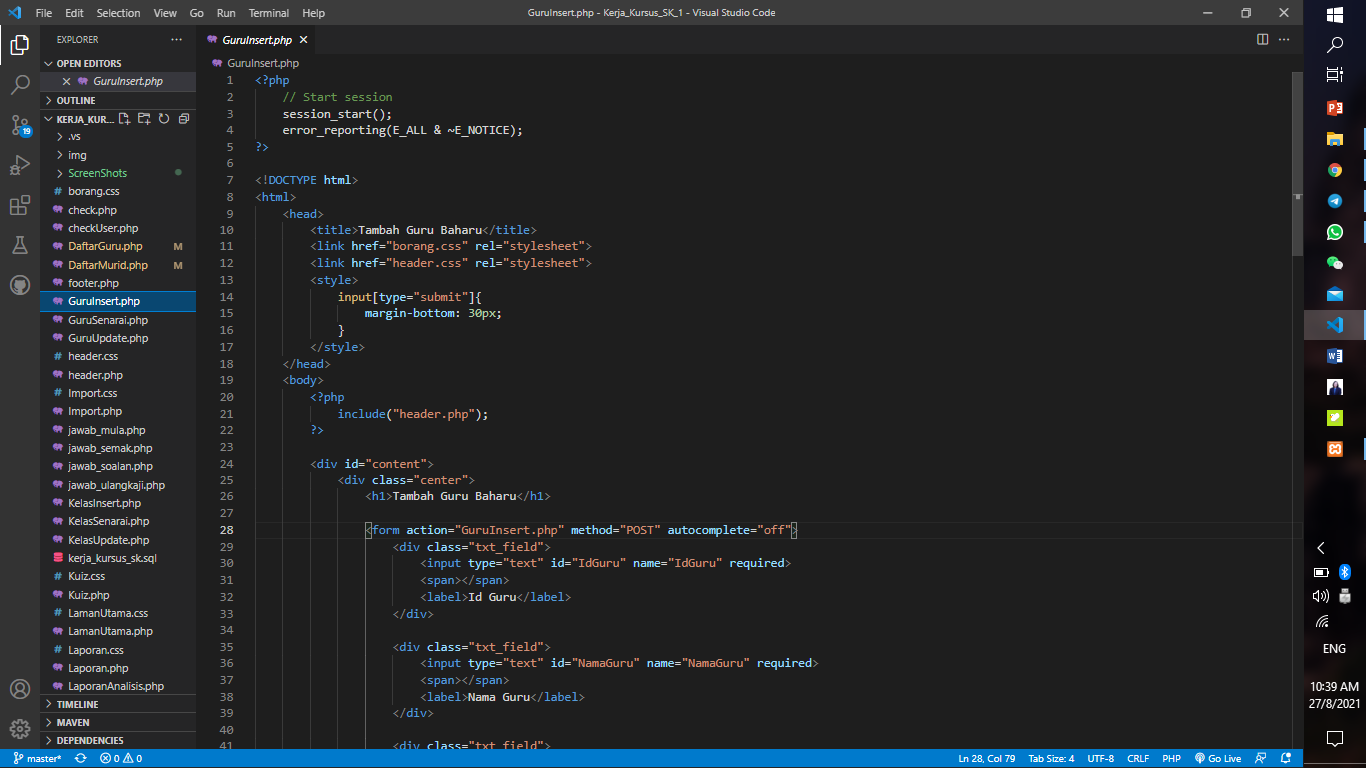 File Edit Selection View Go Run Terminal Help
GuruInsert.php - Kerja_Kursus_SK_1 - Visual Studio Code
EXPLORER
OPEN EDITORS
GuruInsert.php
OUTLINE
KERJA_KUR...
.vs
img
ScreenShots
borang.css
check.php
checkUser.php
DaftarGuru.php M
DaftarMurid.php M
footer.php
GuruInsert.php
GuruSenarai.php
GuruUpdate.php
header.css
header.php
Import.css
Import.php
jawab_mula.php
jawab_semak.php
jawab_soalan.php
jawab_ulangkaji.php
KelasInsert.php
KelasSenarai.php
KelasUpdate.php
kerja_kursus_sk.sql
Kuiz.css
Kuiz.php
LamanUtama.css
LamanUtama.php
Laporan.css
Laporan.php
LaporanAnalisis.php
TIMELINE
MAVEN
DEPENDENCIES
19
GuruInsert.php
GuruInsert.php
1 <?php
2 // Start session
3 session_start();
4 error_reporting(E_ALL & ~E_NOTICE);
5 ?>
6
7 <!DOCTYPE html>
8 <html>
9 <head>
10 <title>Tambah Guru Baharu</title>
11 <link href="borang.css" rel="stylesheet">
12 <link href="header.css" rel="stylesheet">
13 <style>
14 input[type="submit"]{
15 margin-bottom: 30px;
16 }
17 </style>
18 </head>
19 <body>
20 <?php
21 include("header.php");
22 ?>
23
24 <div id="content">
25 <div class="center">
26 <h1>Tambah Guru Baharu</h1>
27
28 <form action="GuruInsert.php" method="POST" autocomplete="off">
29 <div class="txt_field">
30 <input type="text" id="IdGuru" name="IdGuru" required>
31 <span></span>
32 <label>Id Guru</label>
33 </div>
34
35 <div class="txt_field">
36 <input type="text" id="NamaGuru" name="NamaGuru" required>
37 <span></span>
38 <label>Nama Guru</label>
39 </div>
40
41 <div class="txt_field">
master* 0 0
Ln 28, Col 79 Tab Size: 4 UTF-8 CRLF PHP Go Live
ENG
10:39 AM
27/8/2021